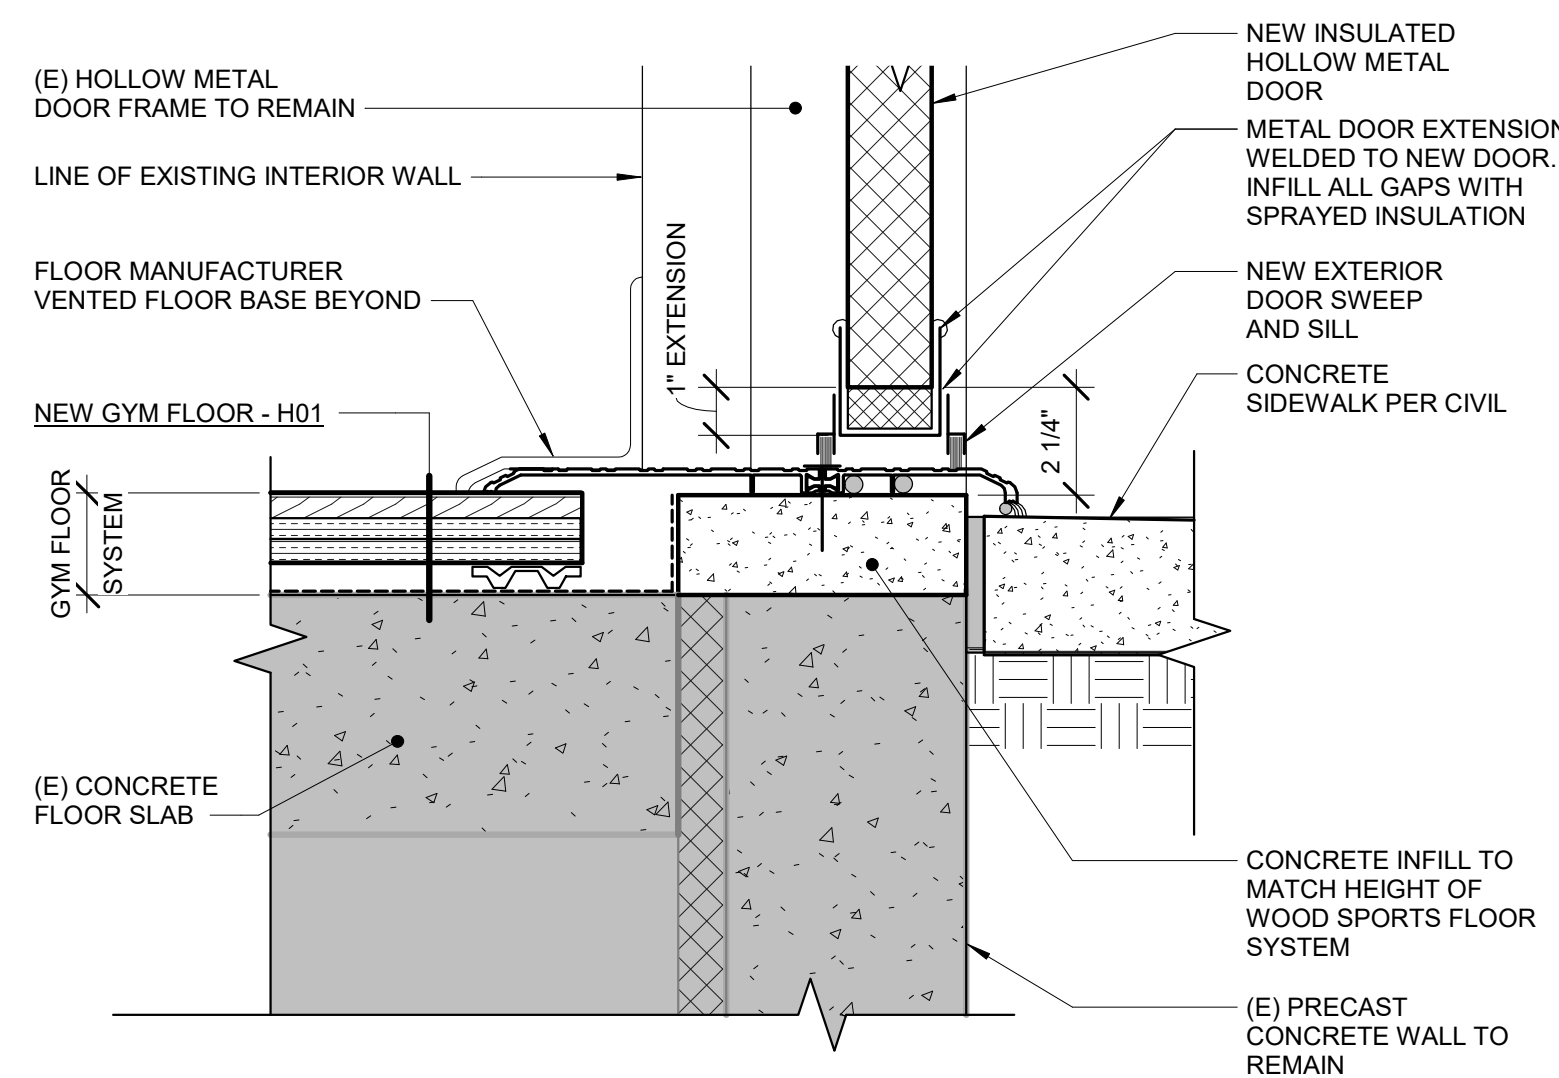 (E) HOLLOW METAL
DOOR FRAME TO REMAIN
LINE OF EXISTING INTERIOR WALL
FLOOR MANUFACTURER
VENTED FLOOR BASE BEYOND
NEW GYM FLOOR - H01
GYM FLOOR
SYSTEM
(E) CONCRETE
FLOOR SLAB
1" EXTENSION
2 1/4"
NEW INSULATED
HOLLOW METAL
DOOR
METAL DOOR EXTENSION
WELDED TO NEW DOOR.
INFILL ALL GAPS WITH
SPRAYED INSULATION
NEW EXTERIOR
DOOR SWEEP
AND SILL
CONCRETE
SIDEWALK PER CIVIL
CONCRETE INFILL TO
MATCH HEIGHT OF
WOOD SPORTS FLOOR
SYSTEM
(E) PRECAST
CONCRETE WALL TO
REMAIN